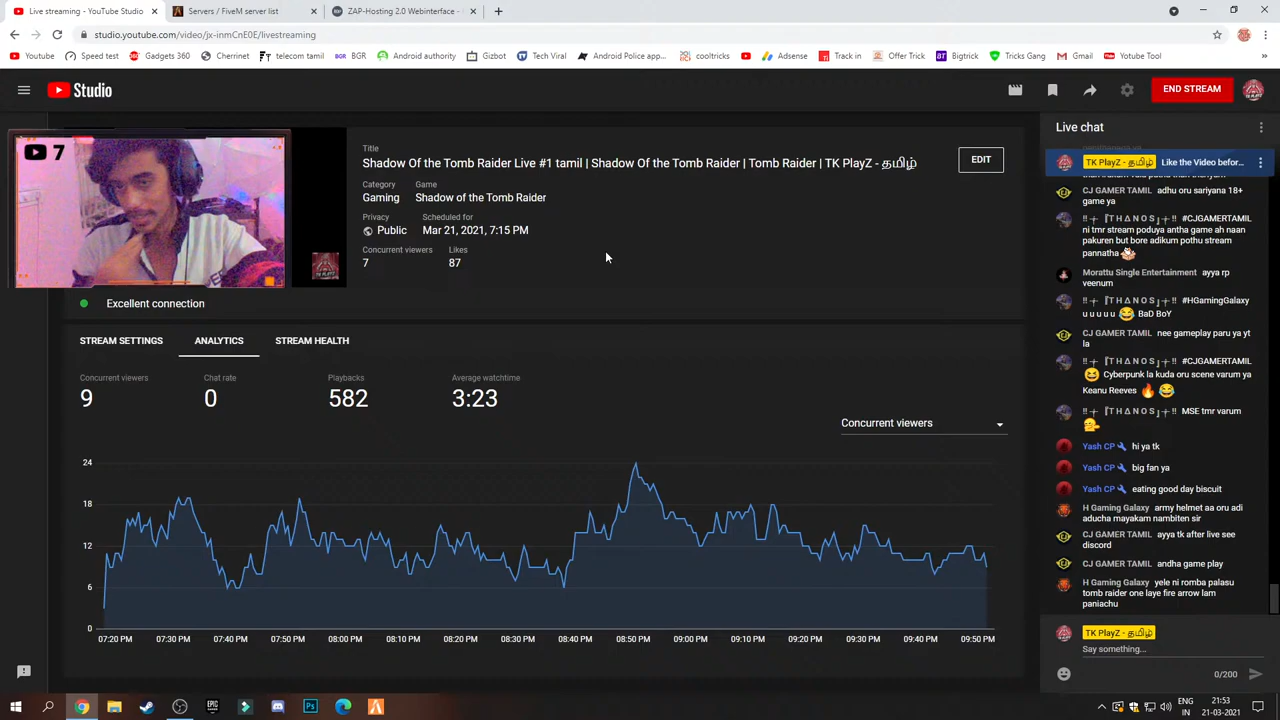 Live streaming - YouTube Studio
Servers / FiveM server list
ZAP-Hosting 2.0 Webinterface -
studio.youtube.com/video/jx-inmCnE0E/livestreaming
Youtube
Speed test
Gadgets 360
Cherrinet
telecom tamil
BGR
Android authority
Gizbot
Tech Viral
Android Police app...
cooltricks
Adsense
Track in
Offer Trick
Bigtrick
Tricks Gang
Gmail
Yotube Tool
Studio
END STREAM
7
Title
Shadow Of the Tomb Raider Live #1 tamil | Shadow Of the Tomb Raider | Tomb Raider | TK PlayZ - தமிழ்
EDIT
Category Game
Gaming Shadow of the Tomb Raider
Privacy Scheduled for
Public Mar 21, 2021, 7:15 PM
Concurrent viewers Likes
7 87
Excellent connection
STREAM SETTINGS ANALYTICS STREAM HEALTH
Concurrent viewers Chat rate Playbacks Average watchtime
9 0 582 3:23
Concurrent viewers
24
18
12
6
0
07:20 PM 07:30 PM 07:40 PM 07:50 PM 08:00 PM 08:10 PM 08:20 PM 08:30 PM 08:40 PM 08:50 PM 09:00 PM 09:10 PM 09:20 PM 09:30 PM 09:40 PM 09:50 PM
Live chat
TK PlayZ - தமிழ் Like the Video befor...
CJ GAMER TAMIL adhu oru sariyana 18+
game ya
『T H Δ N O S』 #CJGAMERTAMIL
ni tmr stream poduya antha game ah naan
pakuren but bore adikum pothu stream
pannatha
Morattu Single Entertainment ayya rp
veenum
『T H Δ N O S』 #HGamingGalaxy
u u u u u 😂 BaD BoY
CJ GAMER TAMIL nee gameplay paru ya yt
la
『T H Δ N O S』 #CJGAMERTAMIL
😆 Cyberpunk la kuda oru scene varum ya
Keanu Reeves 🔥 😂
『T H Δ N O S』 MSE tmr varum
Yash CP hi ya tk
Yash CP big fan ya
Yash CP eating good day biscuit
H Gaming Galaxy army helmet aa oru adi
aducha mayakam nambiten sir
CJ GAMER TAMIL ayya tk after live see
discord
CJ GAMER TAMIL andha game play
H Gaming Galaxy yele ni romba palasu
tomb raider one laye fire arrow lam
paniachu
TK PlayZ - தமிழ்
Say something...
0/200
ENG
IN
21:53
21-03-2021